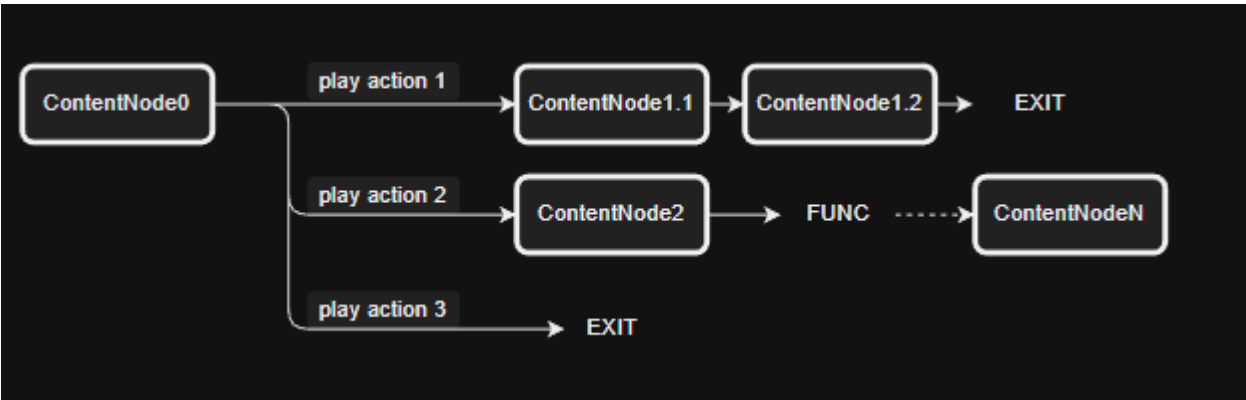 play action 1
ContentNode0
ContentNode1.1
ContentNode1.2
EXIT
play action 2
ContentNode2
FUNC
ContentNodeN
play action 3
EXIT